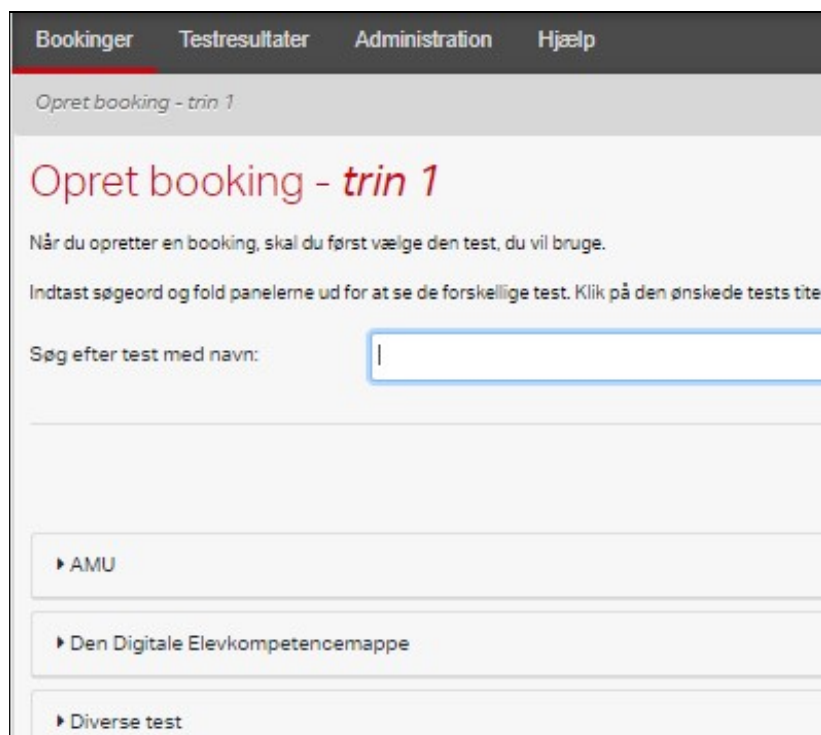 Bookinger Testresultater Administration Hjælp
Opret booking - trin 1
Opret booking - trin 1
Når du opretter en booking, skal du først vælge den test, du vil bruge.
Indtast søgeord og fold panelerne ud for at se de forskellige test. Klik på den ønskede tests tite
Søg efter test med navn:
AMU
Den Digitale Elevkompetencemappe
Diverse test